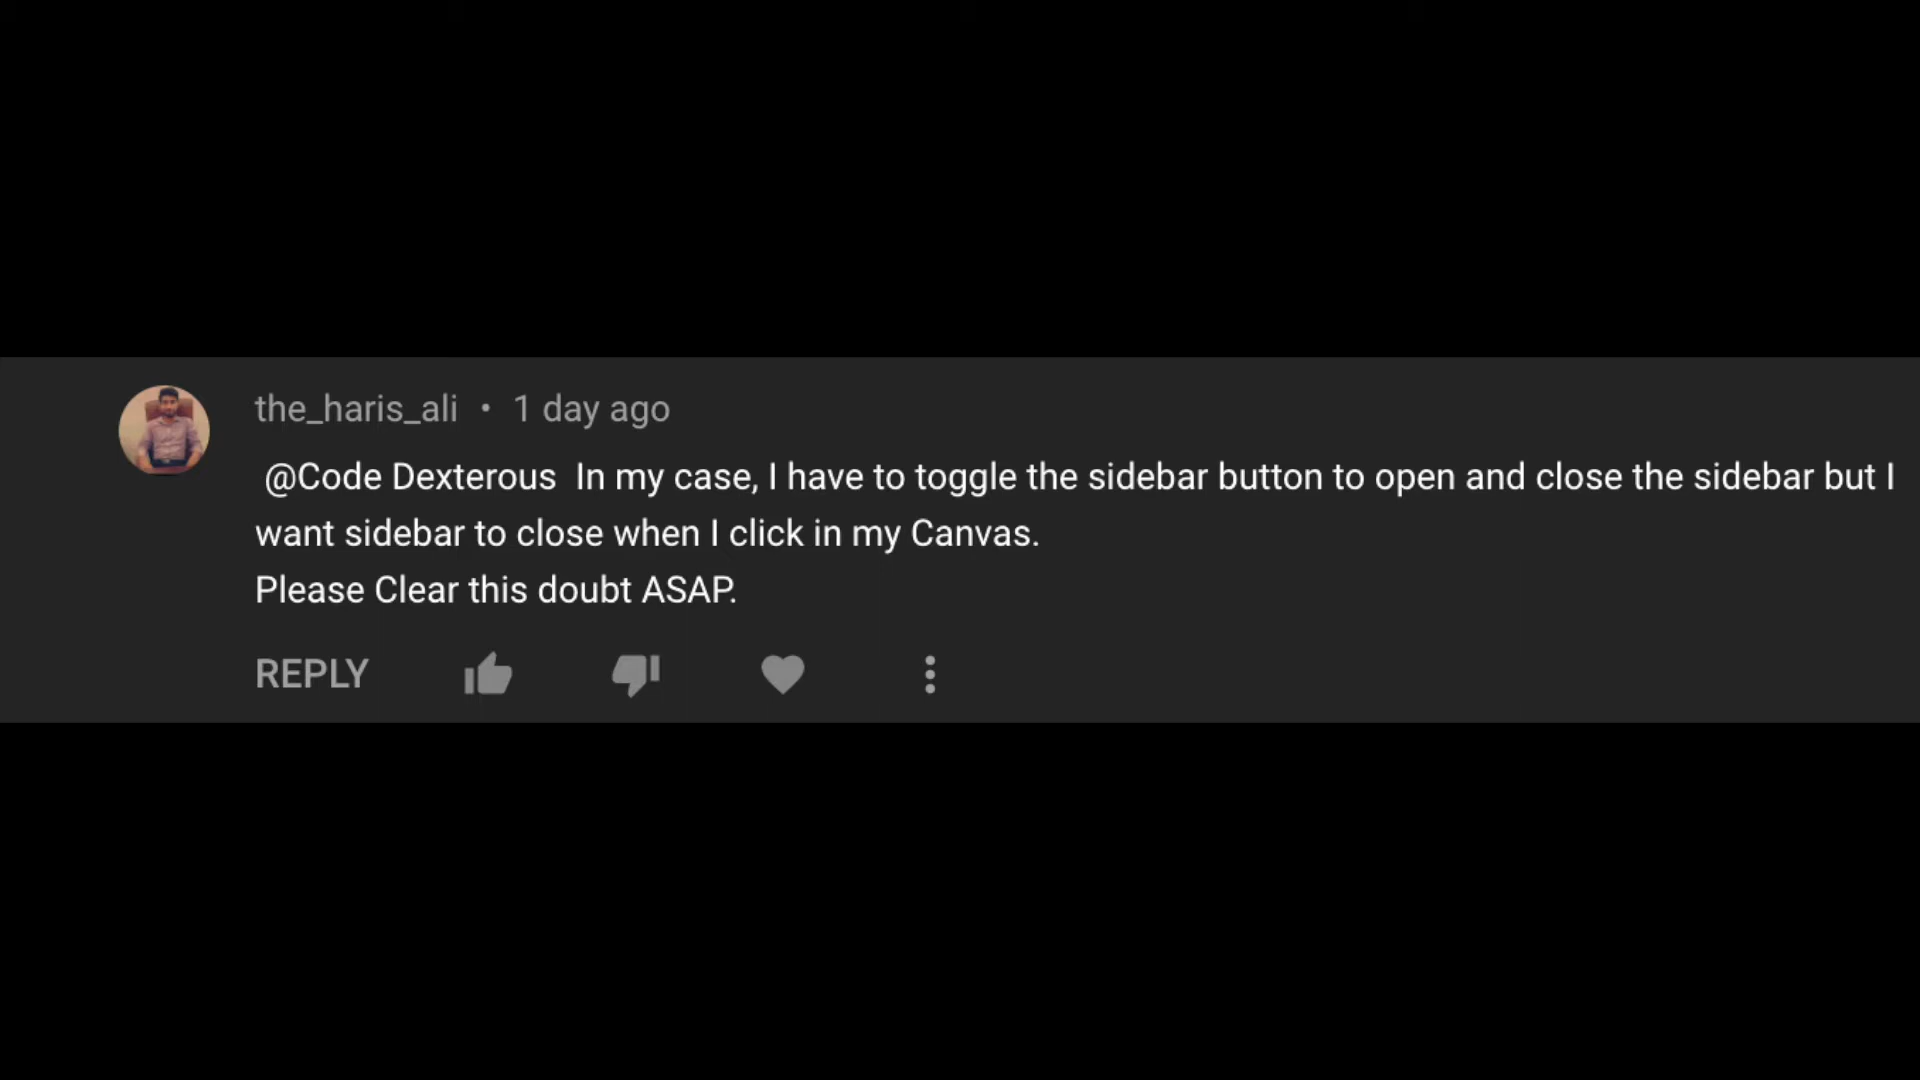 the_haris_ali • 1 day ago
@Code Dexterous In my case, I have to toggle the sidebar button to open and close the sidebar but I
want sidebar to close when I click in my Canvas.
Please Clear this doubt ASAP.
REPLY